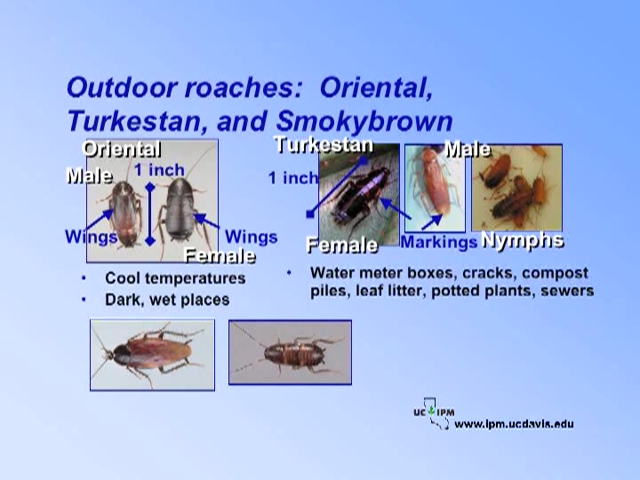 Outdoor roaches: Oriental,
Turkestan, and Smokybrown
Oriental
Male
1 inch
Wings
Wings
Female
• Cool temperatures
• Dark, wet places
Turkestan
1 inch
Female
Male
Markings
Nymphs
• Water meter boxes, cracks, compost
piles, leaf litter, potted plants, sewers
UC IPM
www.ipm.ucdavis.edu